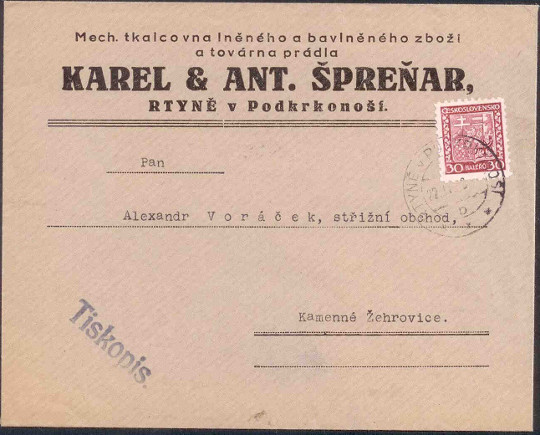 Mech. tkalcovna lněného a bavlněného zboží
a továrna prádla
KAREL & ANT. ŠPREŇAR,
RTYNĚ v Podkrkonoší.
ČESKOSLOVENSKO
30 HALÉŘŮ 30
Pan
Alexandr Voráček, střižní obchod,
Kamenné Žehrovice.
Tiskopis.